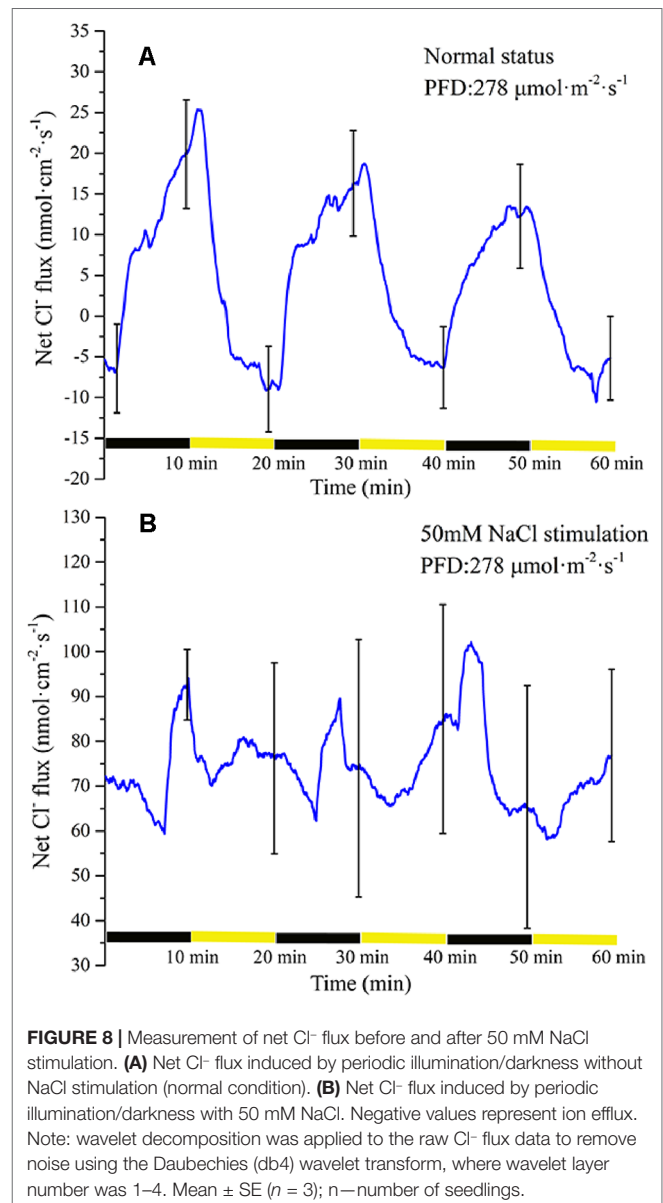 A
Normal status
PFD:278 μmol·m⁻²·s⁻¹
Net Cl⁻ flux (nmol·cm⁻²·s⁻¹)
35
30
25
20
15
10
5
0
-5
-10
-15
-20
10 min 20 min 30 min 40 min 50 min 60 min
Time (min)
B
50mM NaCl stimulation
PFD:278 μmol·m⁻²·s⁻¹
Net Cl⁻ flux (nmol·cm⁻²·s⁻¹)
130
120
110
100
90
80
70
60
50
40
30
10 min 20 min 30 min 40 min 50 min 60 min
Time (min)
FIGURE 8 | Measurement of net Cl⁻ flux before and after 50 mM NaCl
stimulation. (A) Net Cl⁻ flux induced by periodic illumination/darkness without
NaCl stimulation (normal condition). (B) Net Cl⁻ flux induced by periodic
illumination/darkness with 50 mM NaCl. Negative values represent ion efflux.
Note: wavelet decomposition was applied to the raw Cl⁻ flux data to remove
noise using the Daubechies (db4) wavelet transform, where wavelet layer
number was 1–4. Mean ± SE (n = 3); n—number of seedlings.